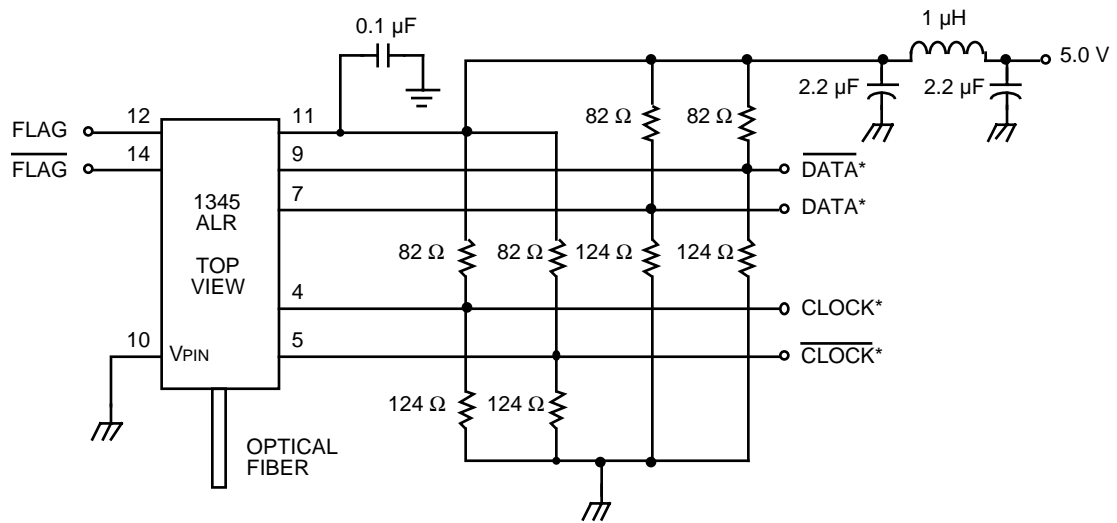 0.1 µF
1 µH
5.0 V
2.2 µF
2.2 µF
82 Ω
82 Ω
FLAG
12
11
FLAG
14
9
DATA*
7
DATA*
1345
ALR
TOP
VIEW
82 Ω
82 Ω
124 Ω
124 Ω
4
CLOCK*
10
VPIN
5
CLOCK*
124 Ω
124 Ω
OPTICAL
FIBER